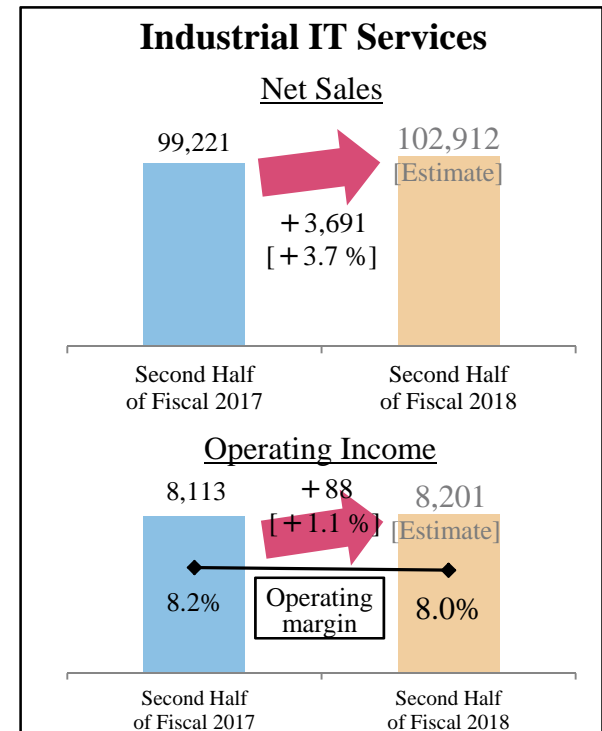 Industrial IT Services
Net Sales
99,221
102,912
[Estimate]
+3,691
[+3.7 %]
Second Half
of Fiscal 2017
Second Half
of Fiscal 2018
Operating Income
8,113
+88
[+1.1 %]
8,201
[Estimate]
8.2%
Operating
margin
8.0%
Second Half
of Fiscal 2017
Second Half
of Fiscal 2018